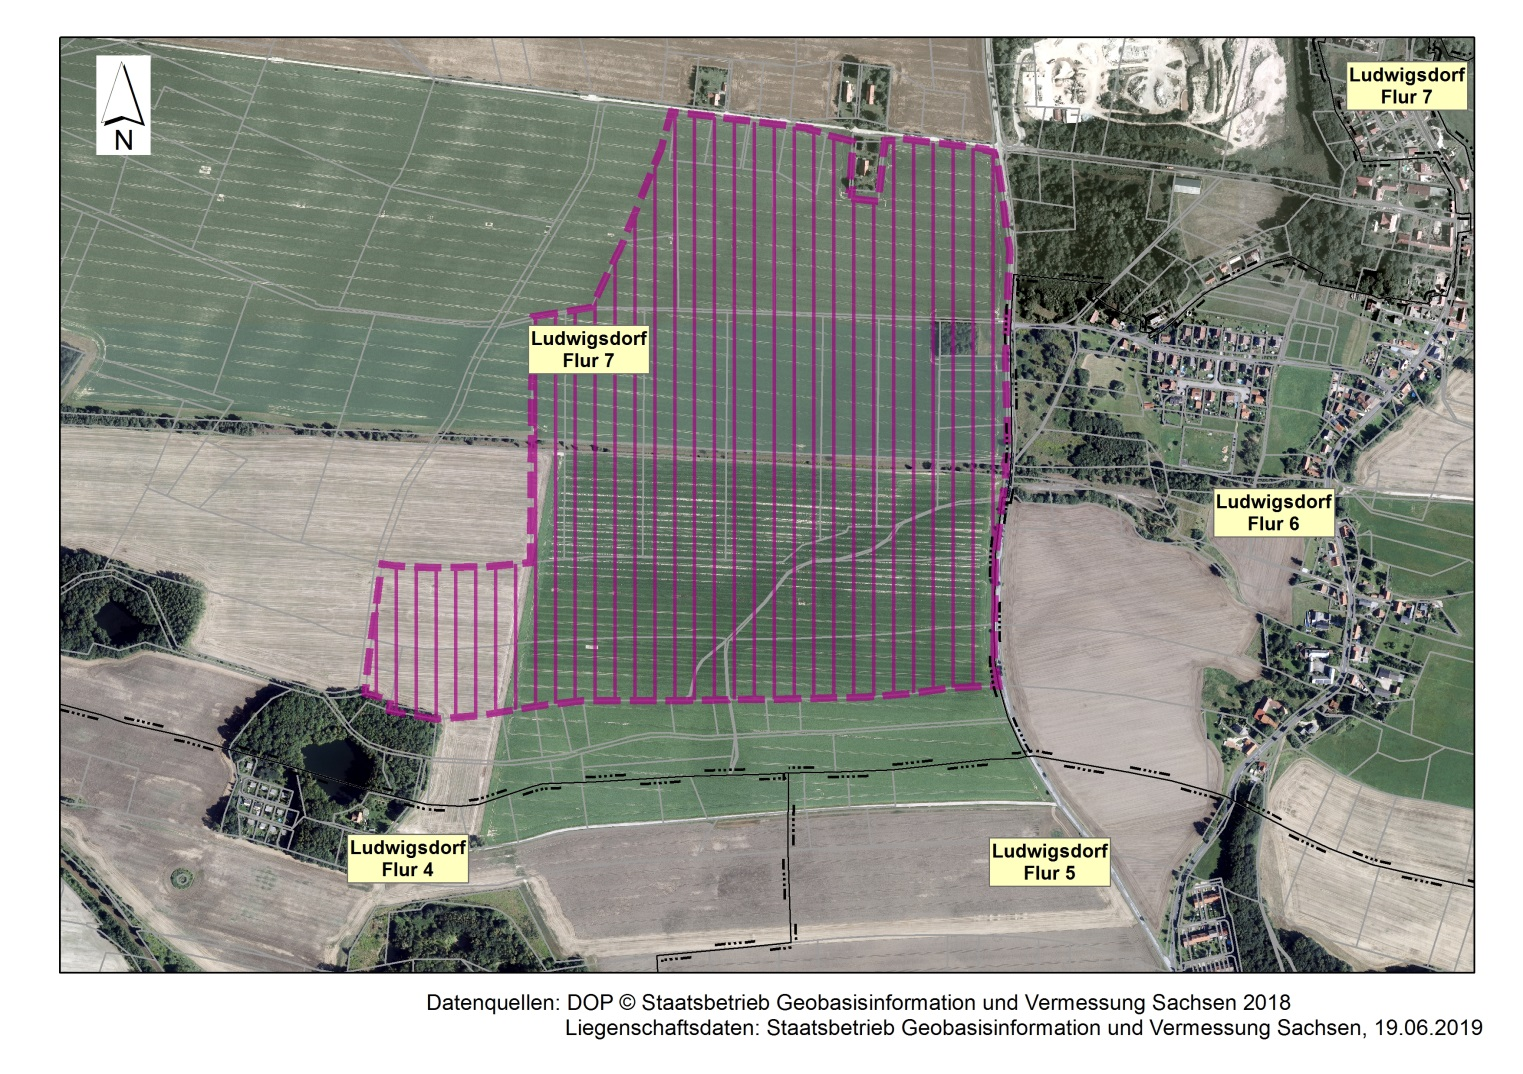 Ludwigsdorf
Flur 7
N
Ludwigsdorf
Flur 7
Ludwigsdorf
Flur 6
Ludwigsdorf
Flur 4
Ludwigsdorf
Flur 5
Datenquellen: DOP © Staatsbetrieb Geobasisinformation und Vermessung Sachsen 2018
Liegenschaftsdaten: Staatsbetrieb Geobasisinformation und Vermessung Sachsen, 19.06.2019